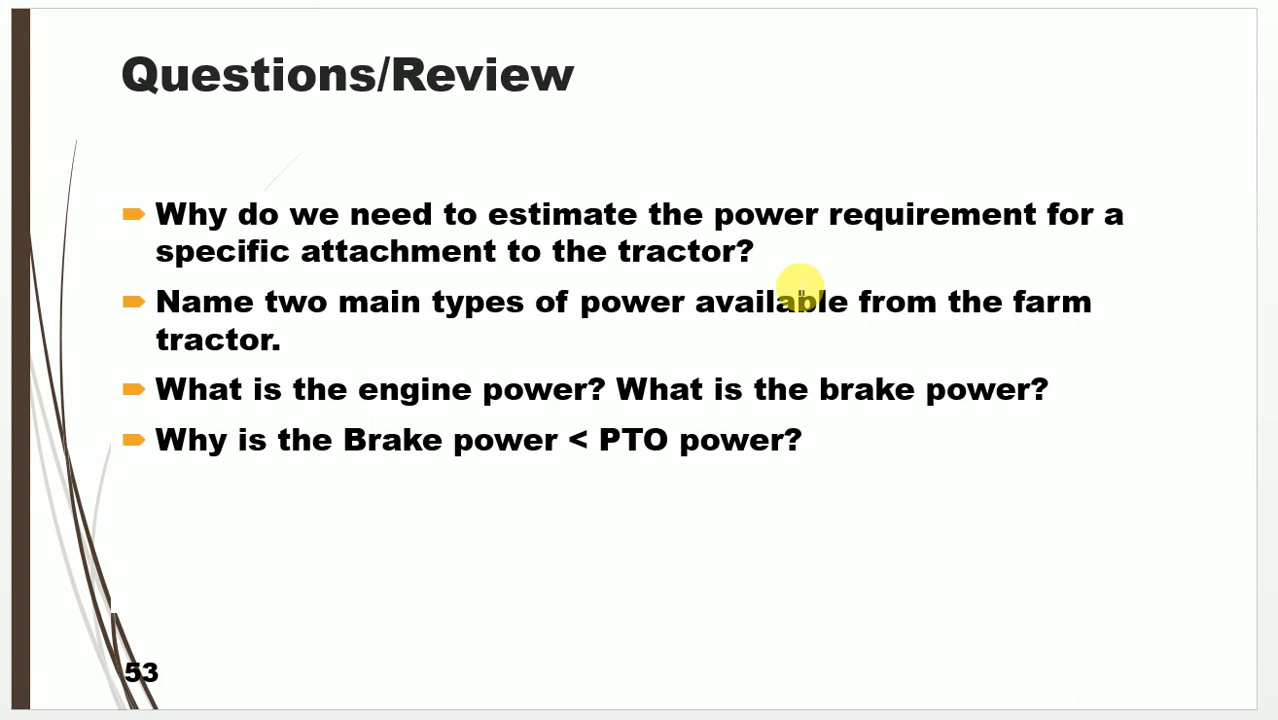 Questions/Review
Why do we need to estimate the power requirement for a
specific attachment to the tractor?
Name two main types of power available from the farm
tractor.
What is the engine power? What is the brake power?
Why is the Brake power < PTO power?
53